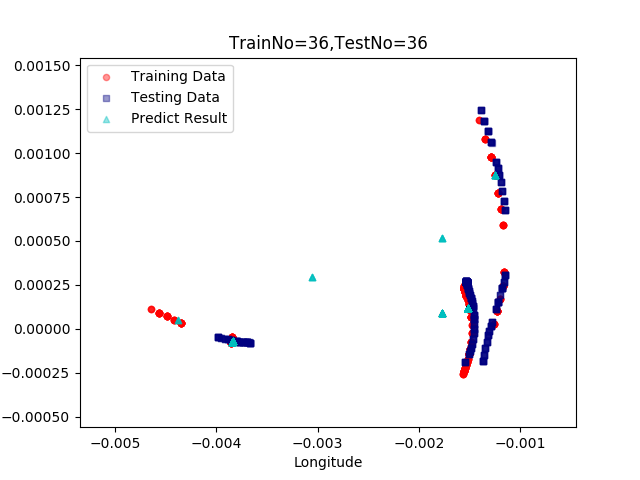 TrainNo=36,TestNo=36
0.00150
0.00125
0.00100
0.00075
0.00050
0.00025
0.00000
−0.00025
−0.00050
Training Data
Testing Data
Predict Result
−0.005 −0.004 −0.003 −0.002 −0.001
Longitude